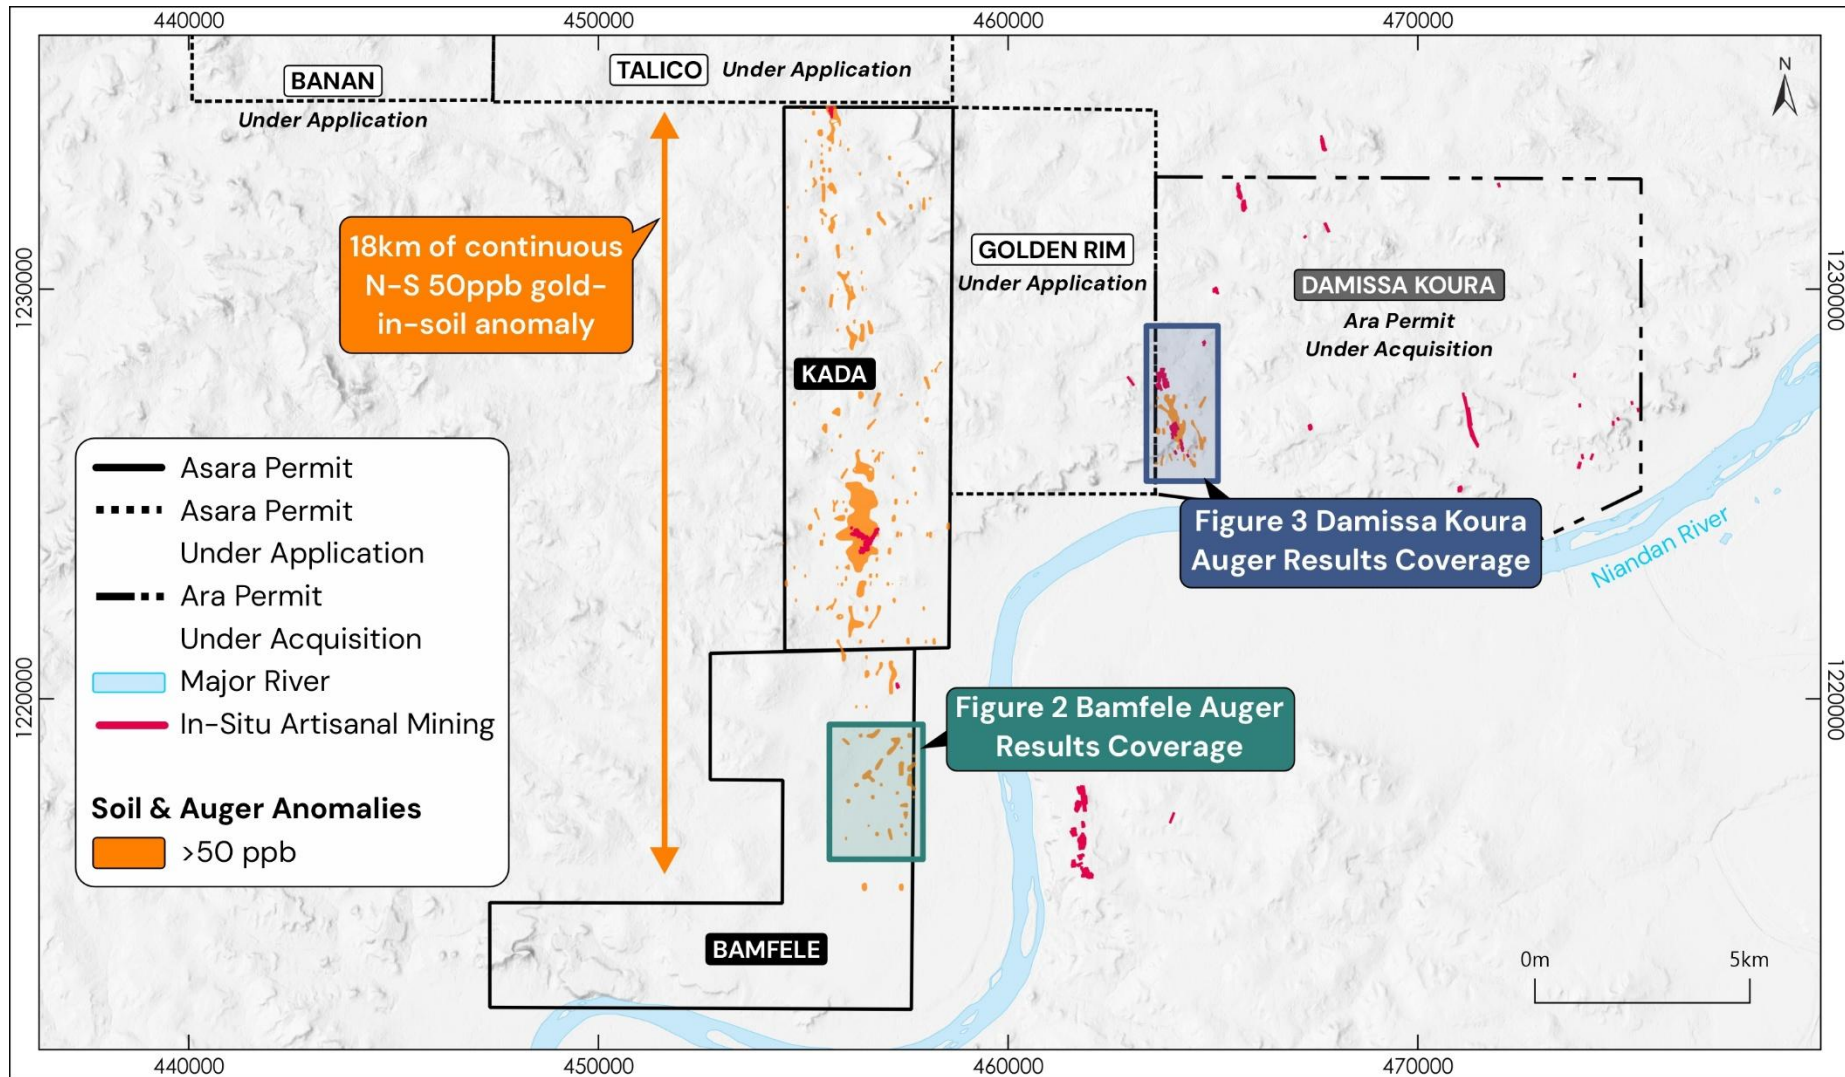 440000
450000
460000
470000
BANAN
Under Application
TALICO Under Application
N
18km of continuous
N-S 50ppb gold-
in-soil anomaly
GOLDEN RIM
Under Application
DAMISSA KOURA
Ara Permit
Under Acquisition
1230000
1230000
KADA
Asara Permit
Asara Permit
Under Application
Ara Permit
Under Acquisition
Major River
In-Situ Artisanal Mining
Soil & Auger Anomalies
>50 ppb
Figure 3 Damissa Koura
Auger Results Coverage
Niandan River
1220000
1220000
Figure 2 Bamfele Auger
Results Coverage
BAMFELE
0m
5km
440000
450000
460000
470000